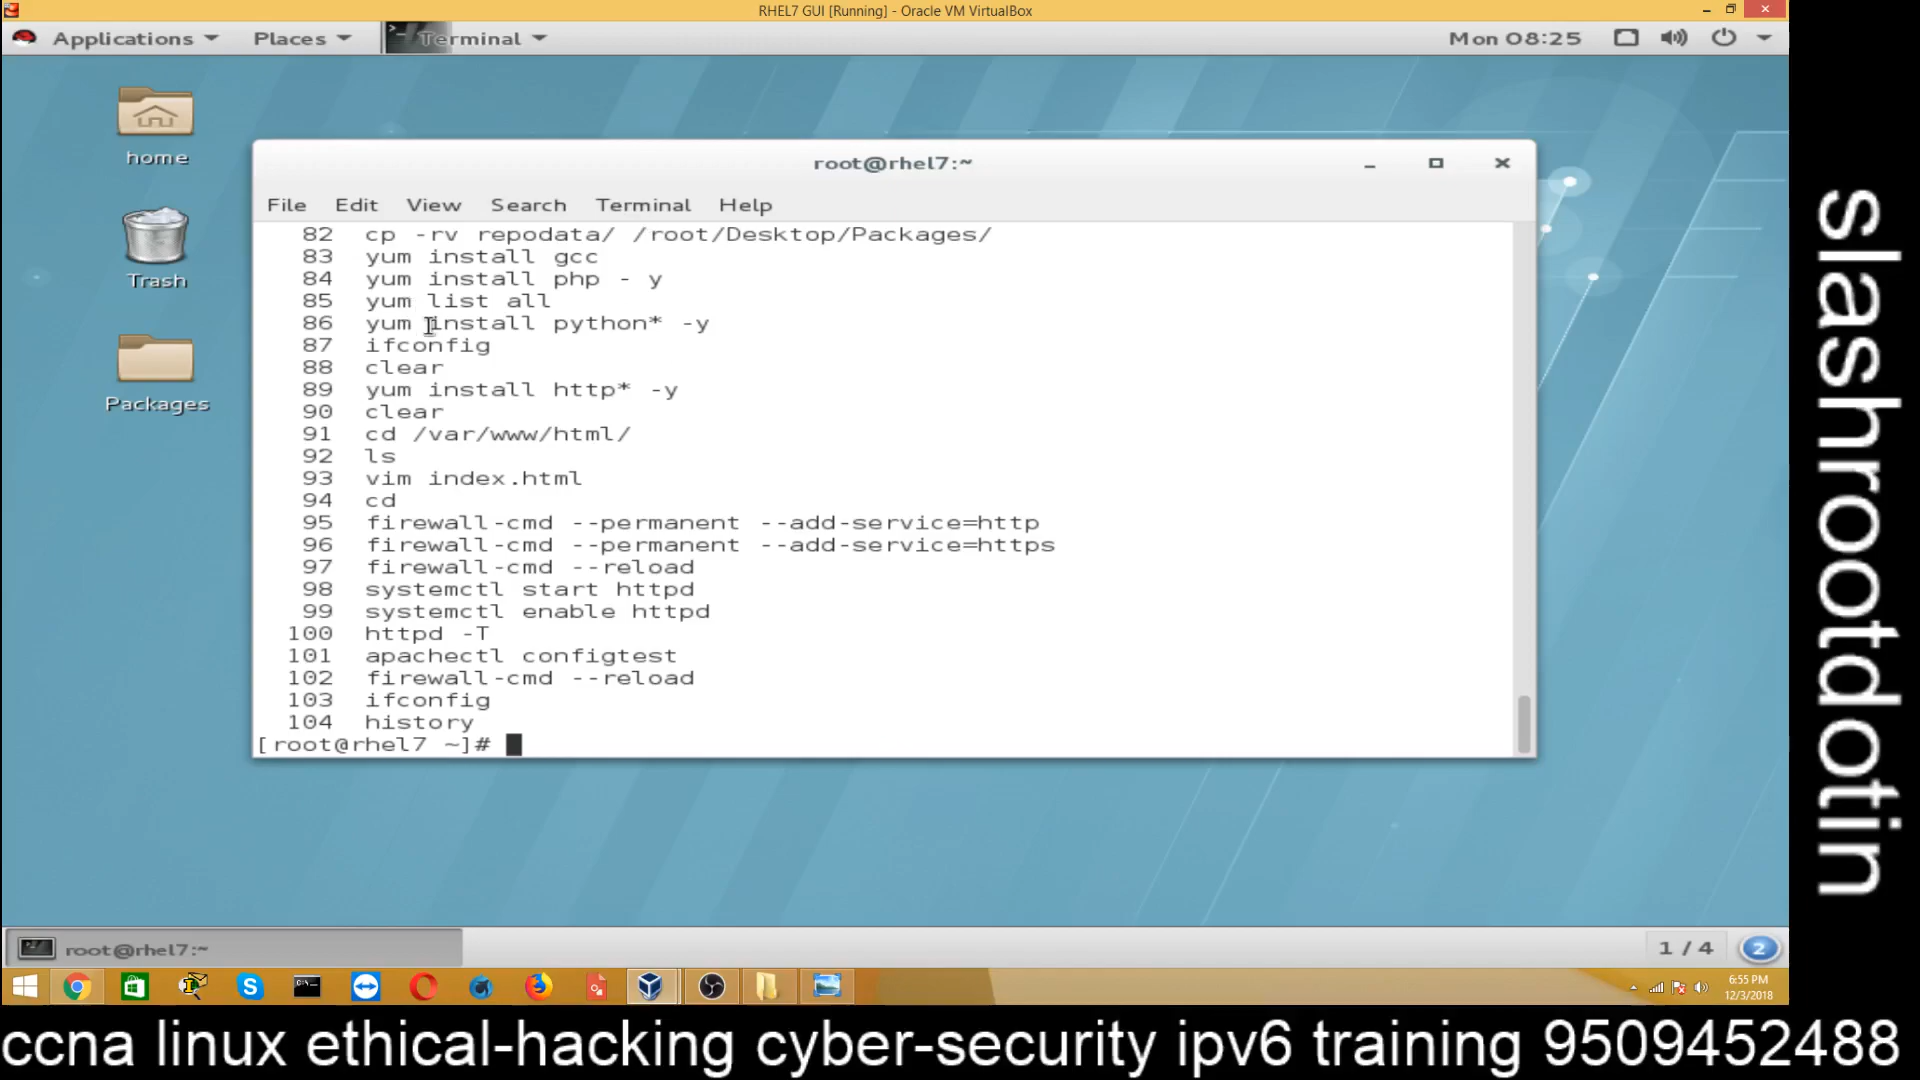 RHEL7 GUI [Running] - Oracle VM VirtualBox
Applications Places Terminal Mon 08:25
home
Trash
Packages
root@rhel7:~
File Edit View Search Terminal Help
82 cp -rv repodata/ /root/Desktop/Packages/
83 yum install gcc
84 yum install php - y
85 yum list all
86 yum install python* -y
87 ifconfig
88 clear
89 yum install http* -y
90 clear
91 cd /var/www/html/
92 ls
93 vim index.html
94 cd
95 firewall-cmd --permanent --add-service=http
96 firewall-cmd --permanent --add-service=https
97 firewall-cmd --reload
98 systemctl start httpd
99 systemctl enable httpd
100 httpd -T
101 apachectl configtest
102 firewall-cmd --reload
103 ifconfig
104 history
[root@rhel7 ~]#
root@rhel7:~
1 / 4 2
6:55 PM
12/3/2018
slashrootdotin
ccna linux ethical-hacking cyber-security ipv6 training 9509452488